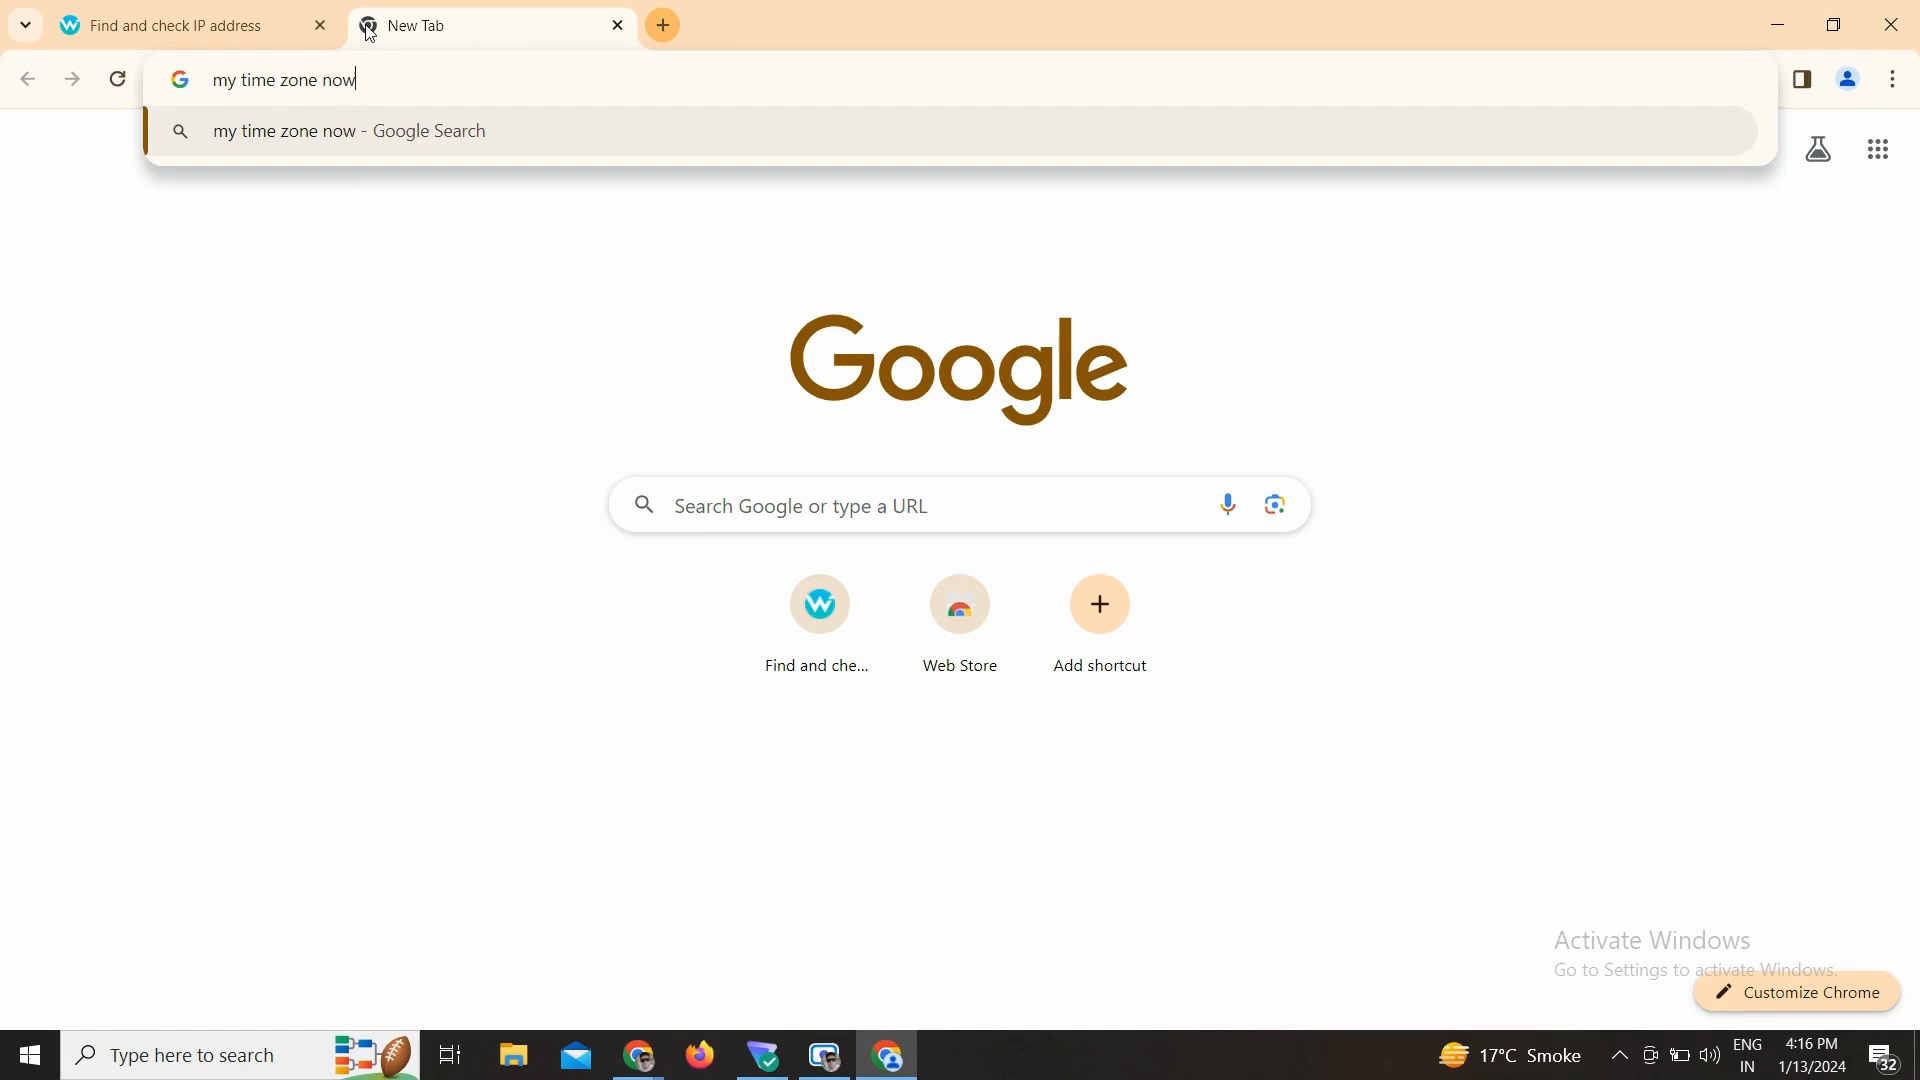 Find and check IP address
New Tab
my time zone now
my time zone now - Google Search
Google
Search Google or type a URL
Find and che...
Web Store
Add shortcut
Activate Windows
Go to Settings to activate Windows.
Customize Chrome
Type here to search
17°C Smoke
ENG
IN
4:16 PM
1/13/2024
32